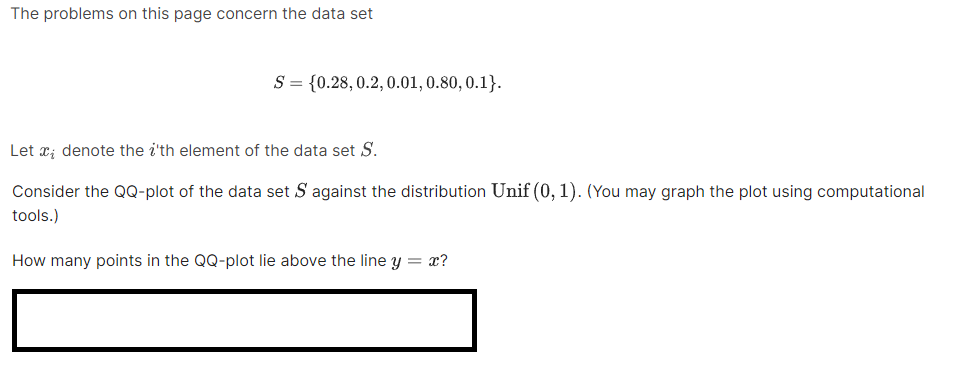 The problems on this page concern the data set
S = {0.28, 0.2, 0.01, 0.80, 0.1}.
Let xᵢ denote the i'th element of the data set S.
Consider the QQ-plot of the data set S against the distribution Unif (0, 1). (You may graph the plot using computational
tools.)
How many points in the QQ-plot lie above the line y = x?